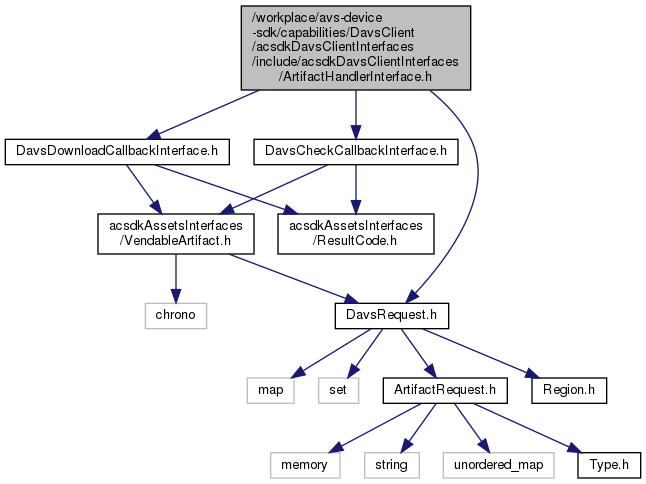 /workplace/avs-device
-sdk/capabilities/DavsClient
/acsdkDavsClientInterfaces
/include/acsdkDavsClientInterfaces
/ArtifactHandlerInterface.h
DavsDownloadCallbackInterface.h
DavsCheckCallbackInterface.h
acsdkAssetsInterfaces
/VendableArtifact.h
acsdkAssetsInterfaces
/ResultCode.h
chrono
DavsRequest.h
map
set
ArtifactRequest.h
Region.h
memory
string
unordered_map
Type.h